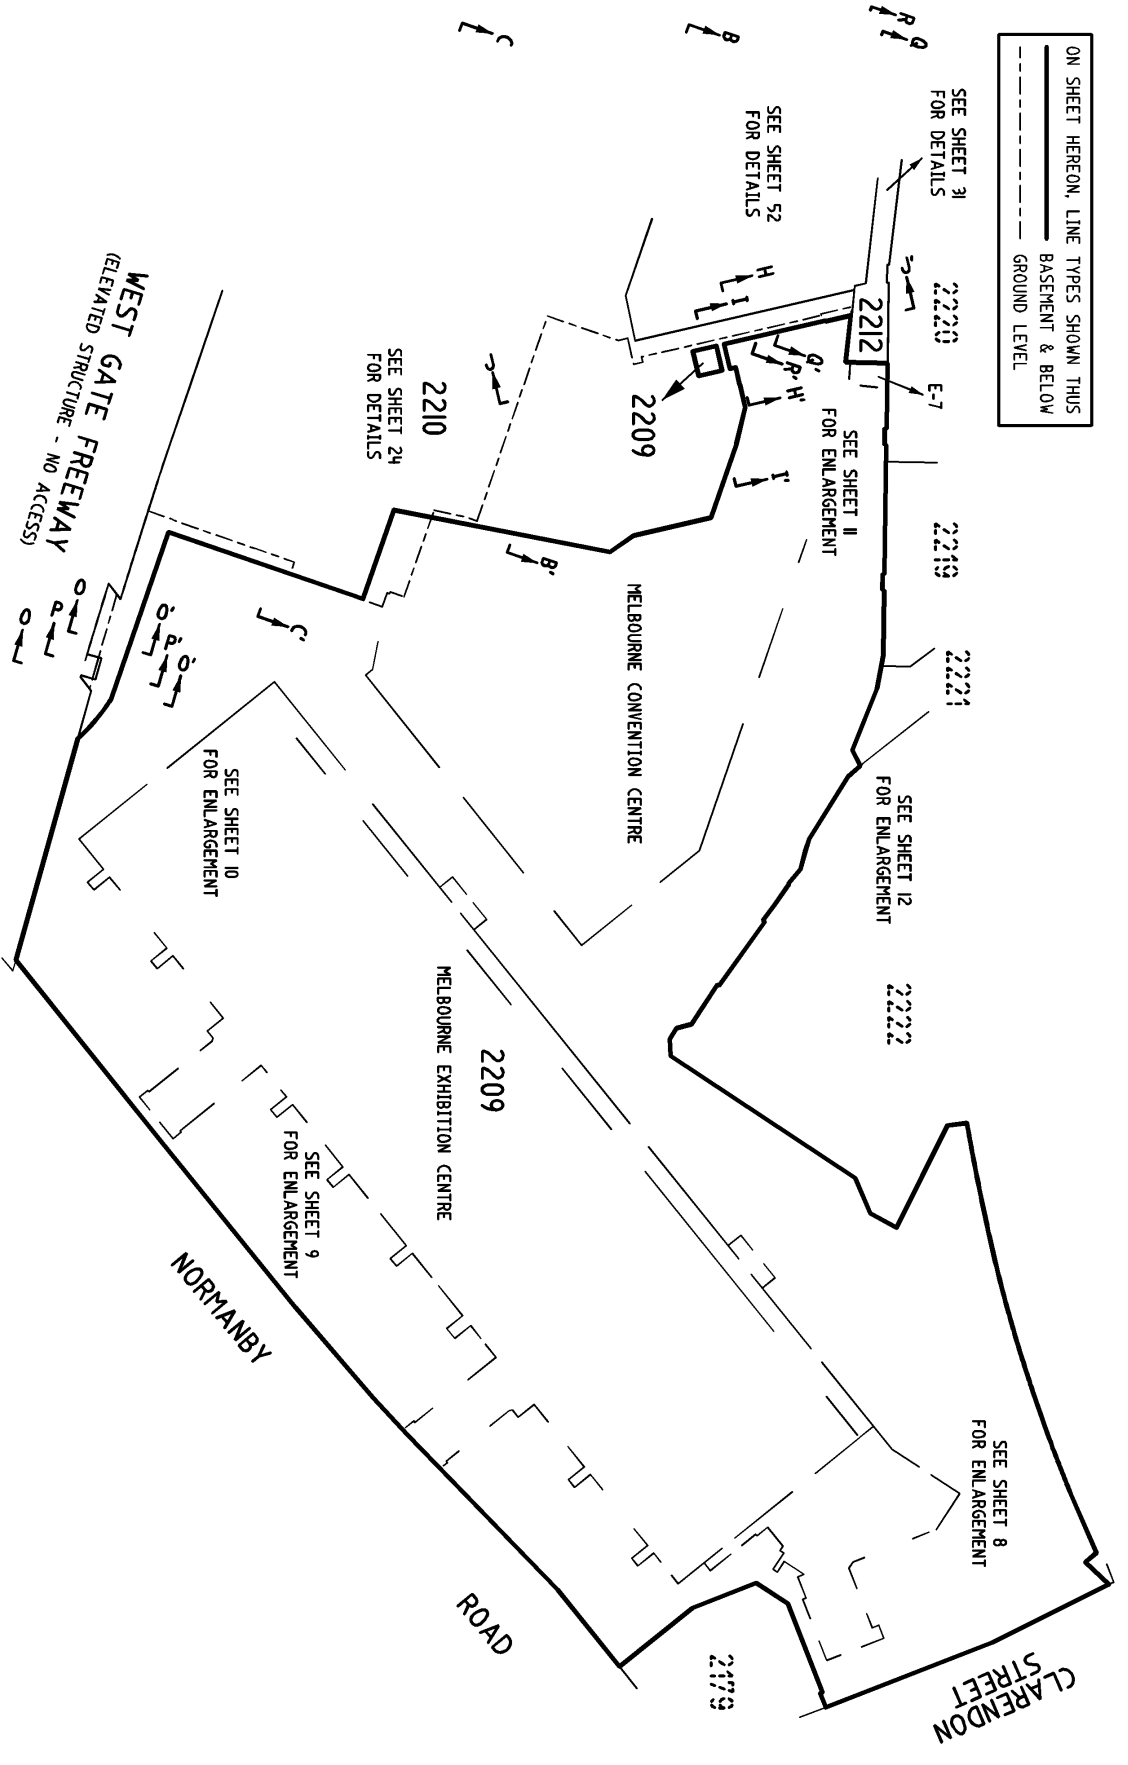 ON SHEET HEREON, LINE TYPES SHOWN THUS
BASEMENT & BELOW
GROUND LEVEL
R
Q
B
C
SEE SHEET 31
FOR DETAILS
SEE SHEET 52
FOR DETAILS
J'
2220
2212
E-7
H
I
Q'
R'
H'
I'
2209
SEE SHEET 11
FOR ENLARGEMENT
2219
2221
J
2210
SEE SHEET 24
FOR DETAILS
WEST GATE FREEWAY
(ELEVATED STRUCTURE - NO ACCESS)
B'
C'
O
P
O
O'
P'
O'
MELBOURNE CONVENTION CENTRE
SEE SHEET 12
FOR ENLARGEMENT
2222
SEE SHEET 10
FOR ENLARGEMENT
2209
MELBOURNE EXHIBITION CENTRE
SEE SHEET 9
FOR ENLARGEMENT
NORMANBY
ROAD
SEE SHEET 8
FOR ENLARGEMENT
2179
CLARENDON
STREET